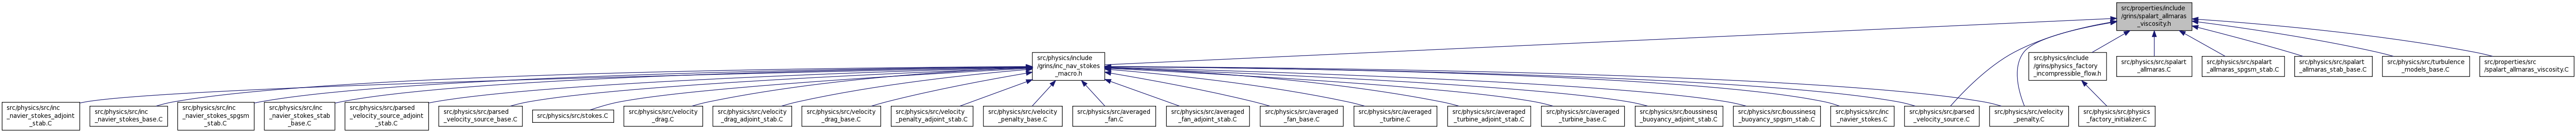 src/properties/include
/grins/spalart_allmaras
_viscosity.h
src/physics/include
/grins/inc_nav_stokes
_macro.h
src/physics/include
/grins/physics_factory
_incompressible_flow.h
src/physics/src/spalart
_allmaras.C
src/physics/src/spalart
_allmaras_spgsm_stab.C
src/physics/src/spalart
_allmaras_stab_base.C
src/physics/src/turbulence
_models_base.C
src/properties/src
/spalart_allmaras_viscosity.C
src/physics/src/inc
_navier_stokes_adjoint
_stab.C
src/physics/src/inc
_navier_stokes_base.C
src/physics/src/inc
_navier_stokes_spgsm
_stab.C
src/physics/src/inc
_navier_stokes_stab
_base.C
src/physics/src/parsed
_velocity_source_adjoint
_stab.C
src/physics/src/parsed
_velocity_source_base.C
src/physics/src/stokes.C
src/physics/src/velocity
_drag.C
src/physics/src/velocity
_drag_adjoint_stab.C
src/physics/src/velocity
_drag_base.C
src/physics/src/velocity
_penalty_adjoint_stab.C
src/physics/src/velocity
_penalty_base.C
src/physics/src/averaged
_fan.C
src/physics/src/averaged
_fan_adjoint_stab.C
src/physics/src/averaged
_fan_base.C
src/physics/src/averaged
_turbine.C
src/physics/src/averaged
_turbine_adjoint_stab.C
src/physics/src/averaged
_turbine_base.C
src/physics/src/boussinesq
_buoyancy_adjoint_stab.C
src/physics/src/boussinesq
_buoyancy_spgsm_stab.C
src/physics/src/inc
_navier_stokes.C
src/physics/src/parsed
_velocity_source.C
src/physics/src/velocity
_penalty.C
src/physics/src/physics
_factory_initializer.C